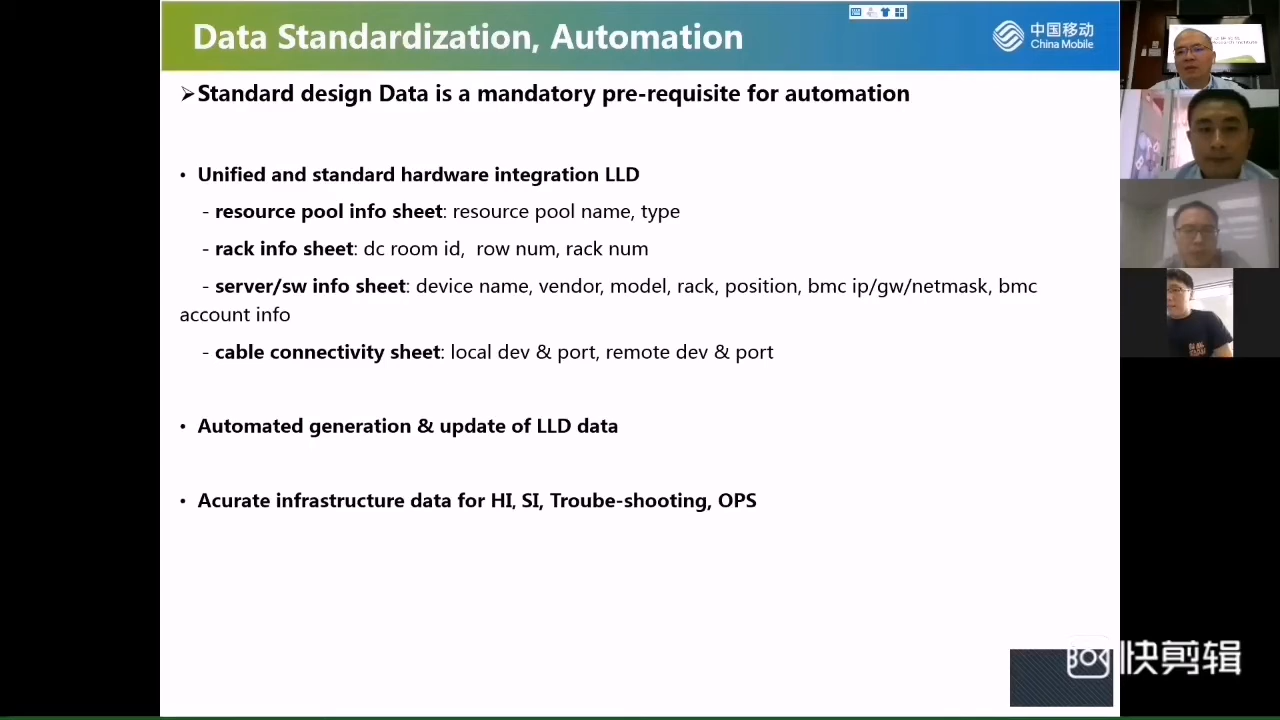 Data Standardization, Automation
中国移动
China Mobile
➢Standard design Data is a mandatory pre-requisite for automation
• Unified and standard hardware integration LLD
- resource pool info sheet: resource pool name, type
- rack info sheet: dc room id, row num, rack num
- server/sw info sheet: device name, vendor, model, rack, position, bmc ip/gw/netmask, bmc
account info
- cable connectivity sheet: local dev & port, remote dev & port
• Automated generation & update of LLD data
• Acurate infrastructure data for HI, SI, Troube-shooting, OPS
快剪辑